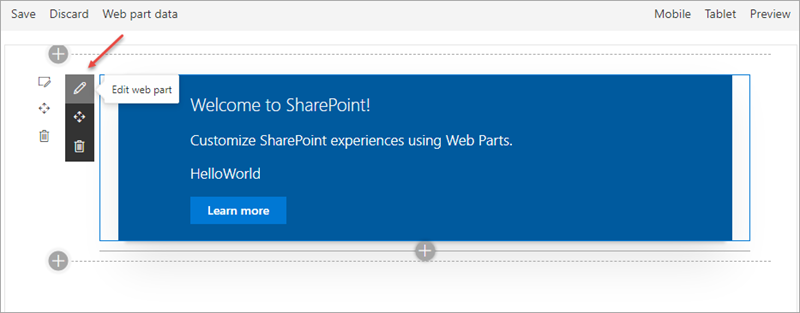 Save Discard Web part data Mobile Tablet Preview
Edit web part
Welcome to SharePoint!
Customize SharePoint experiences using Web Parts.
HelloWorld
Learn more